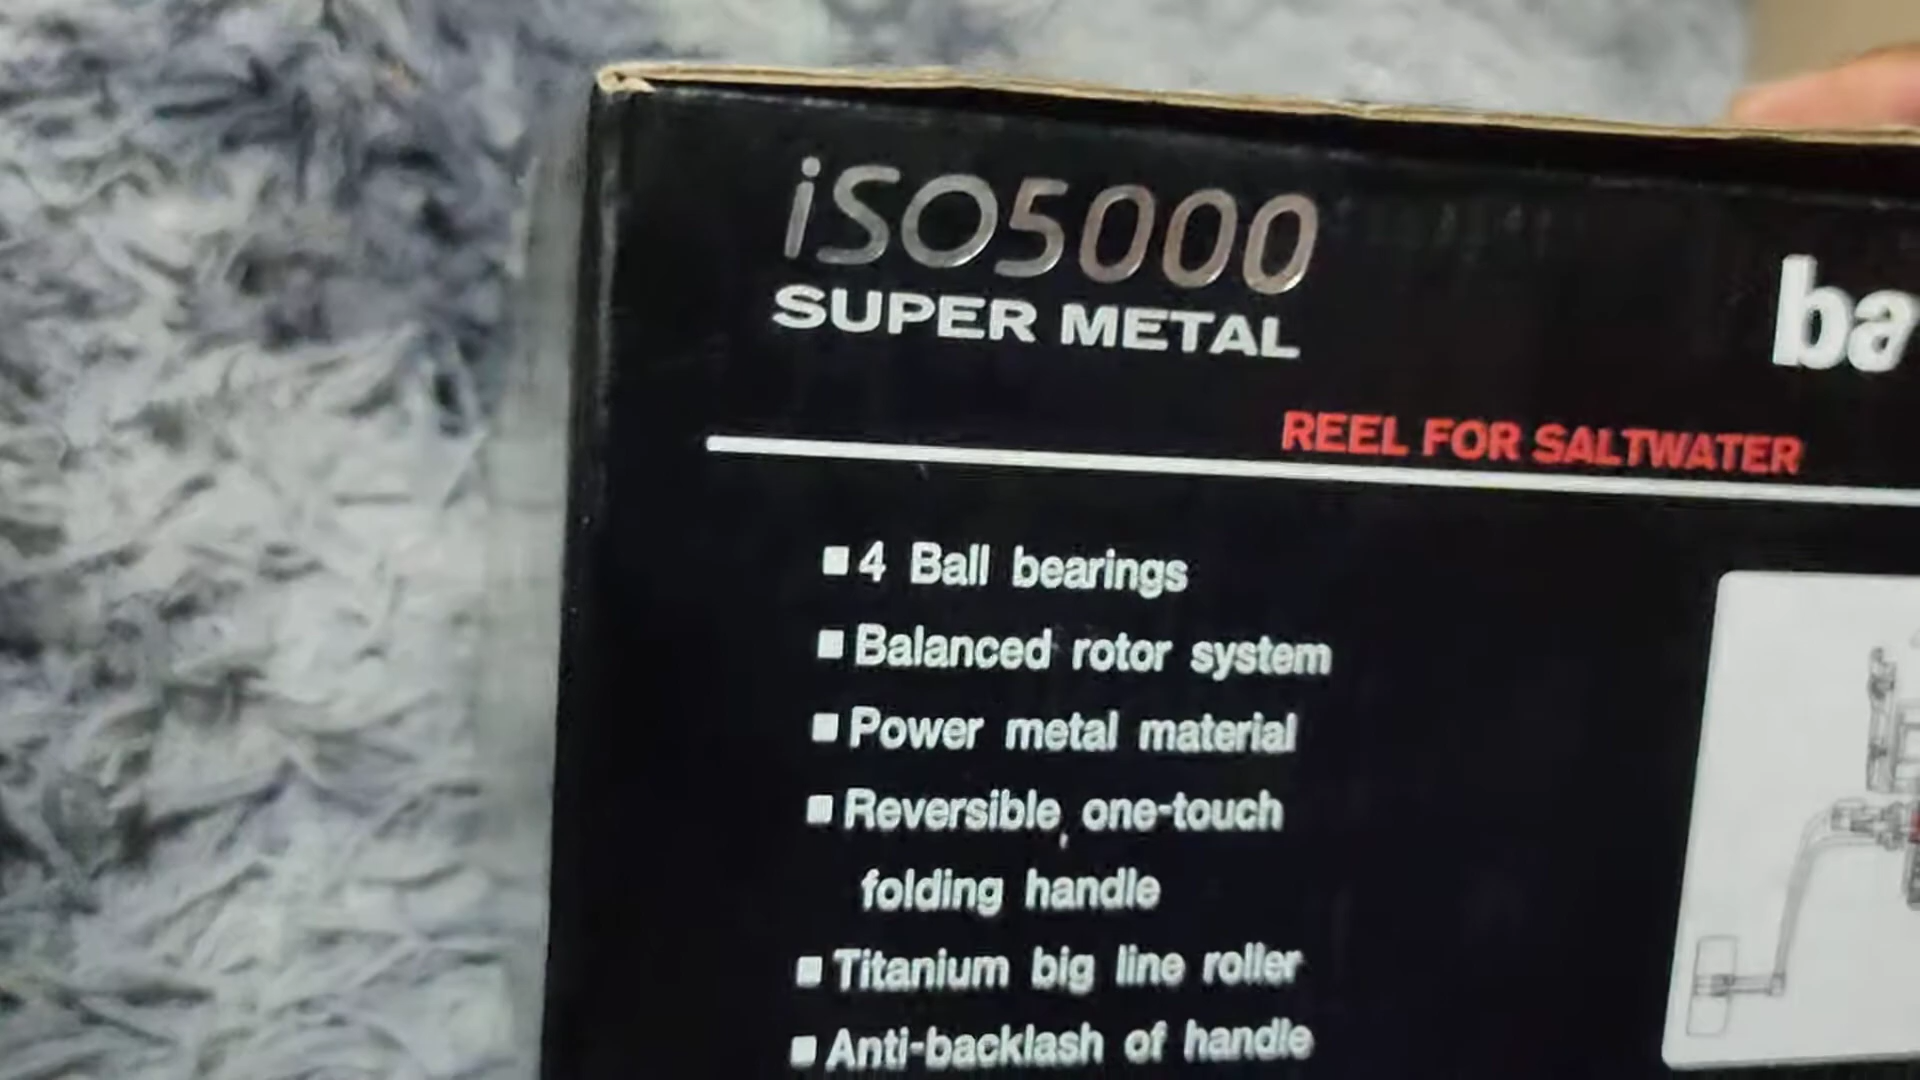 iSO5000
SUPER METAL
REEL FOR SALTWATER
■ 4 Ball bearings
■ Balanced rotor system
■ Power metal material
■ Reversible, one-touch
folding handle
■ Titanium big line roller
■ Anti-backlash of handle